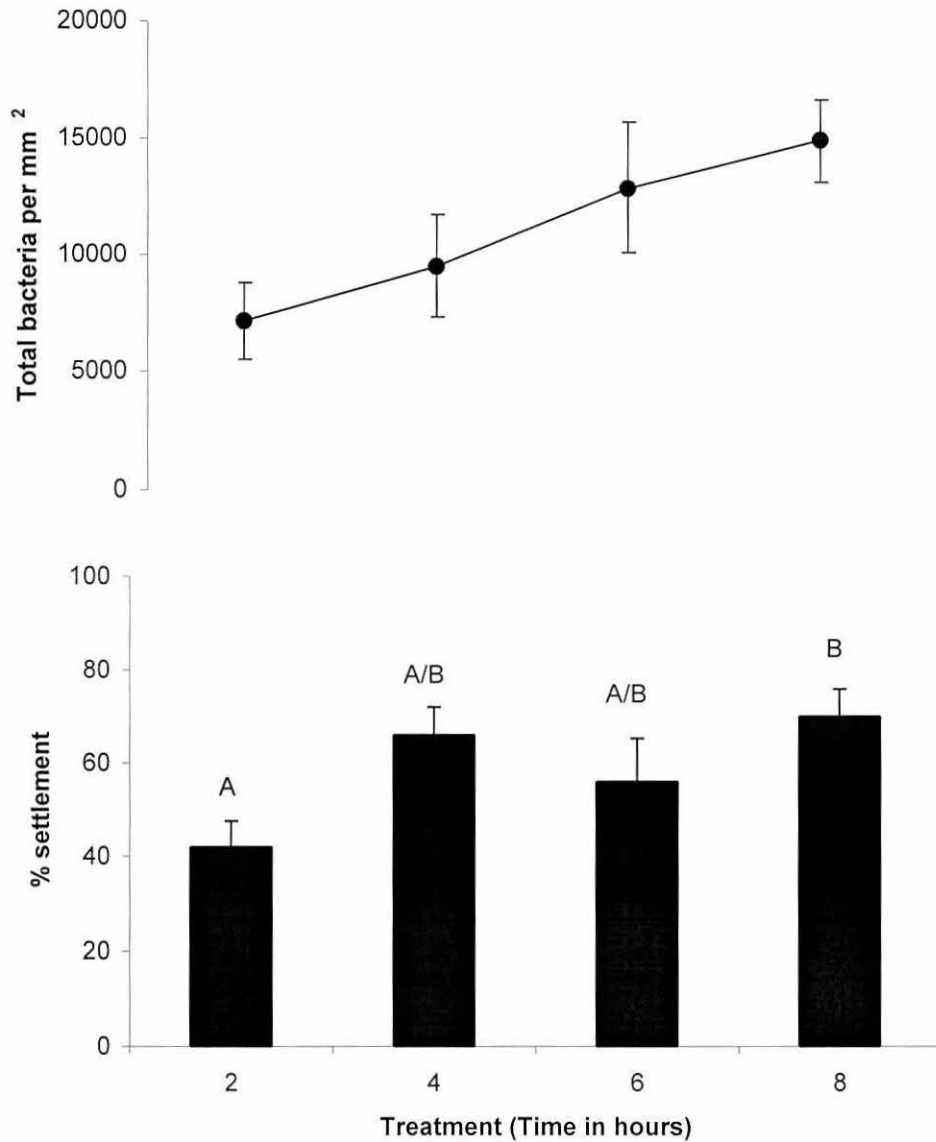 20000
15000
10000
5000
0
Total bacteria per mm ²
100
80
60
40
20
0
% settlement
A
A/B
A/B
B
2 4 6 8
Treatment (Time in hours)